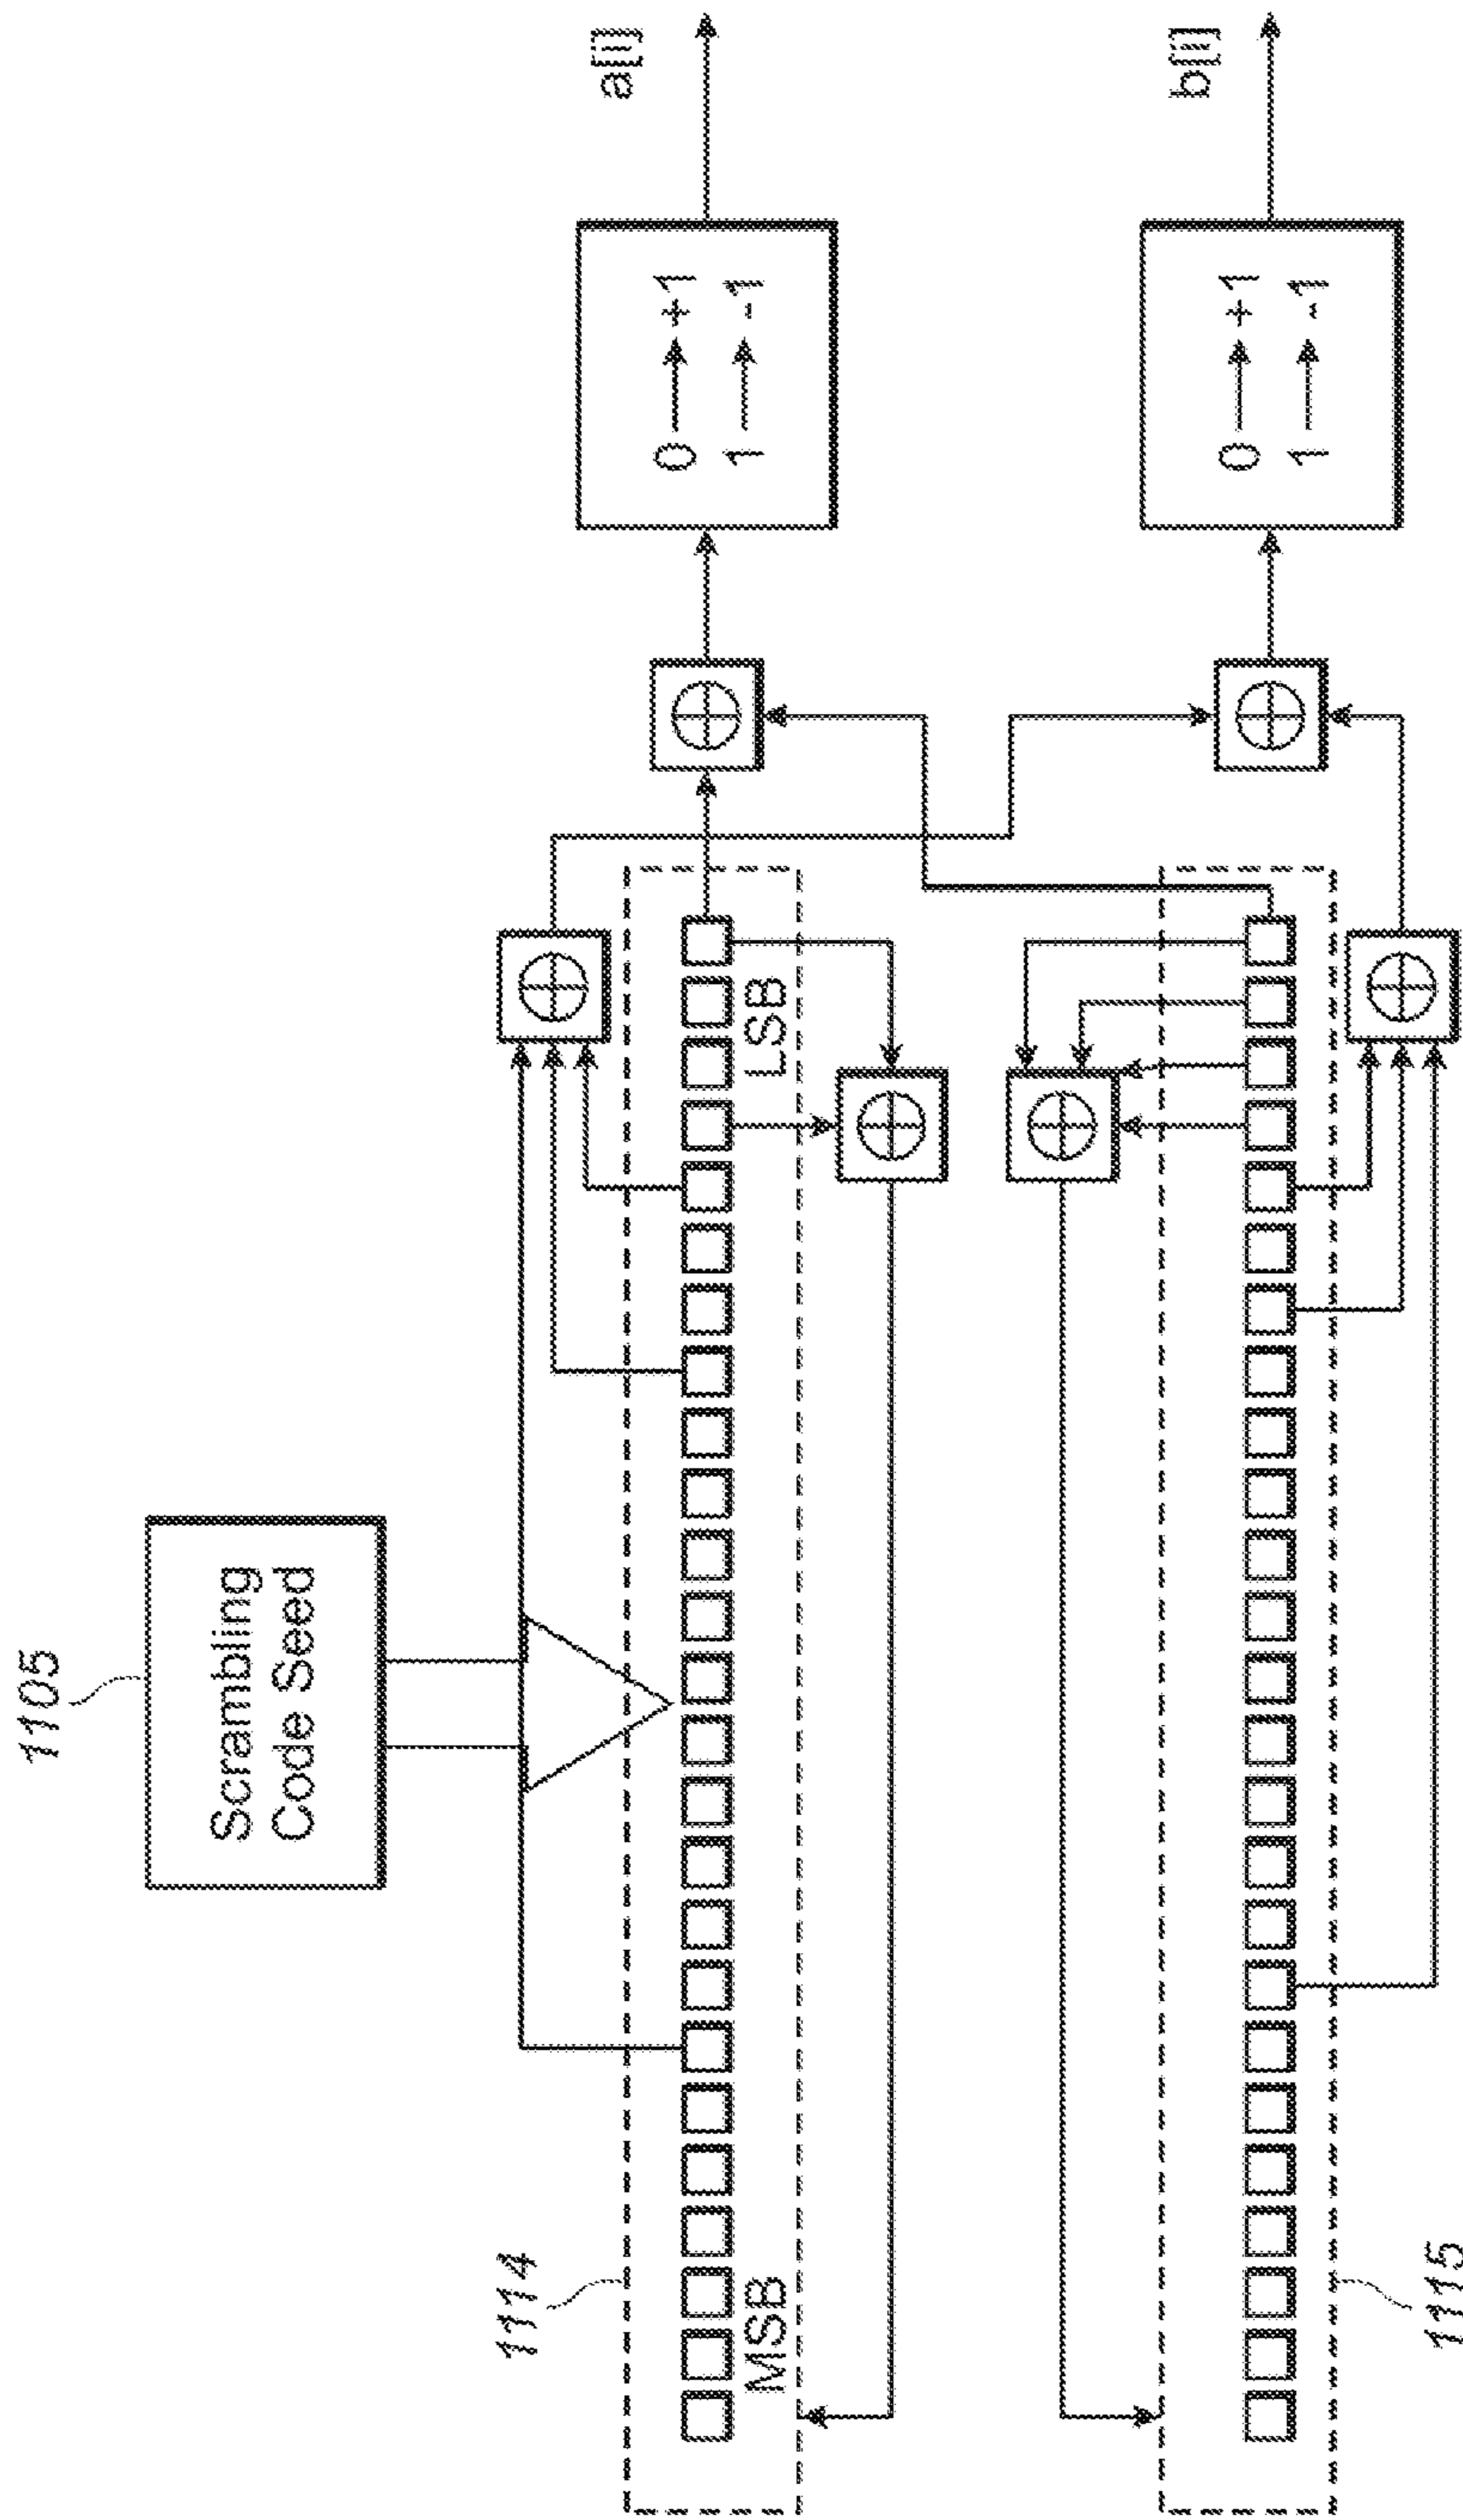 1105
Scrambling
Code Seed
1114
MSB
LSB
0 → +1
1 → -1
a[i]
1115
0 → +1
1 → -1
b[i]